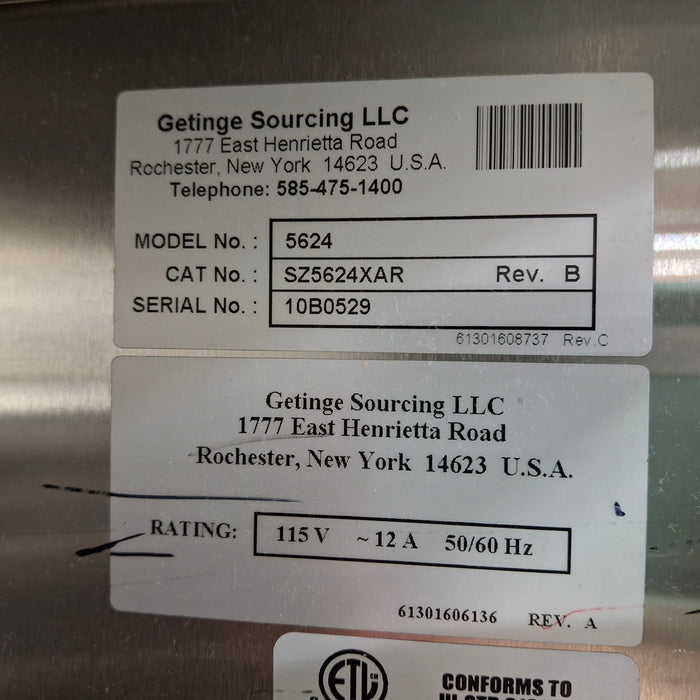 Getinge Sourcing LLC
1777 East Henrietta Road
Rochester, New York 14623 U.S.A.
Telephone: 585-475-1400
MODEL No. : 5624
CAT No. : SZ5624XAR Rev. B
SERIAL No. : 10B0529
61301608737 Rev.C
Getinge Sourcing LLC
1777 East Henrietta Road
Rochester, New York 14623 U.S.A.
RATING: 115 V ~ 12 A 50/60 Hz
61301606136 REV. A
ETL CM
CONFORMS TO